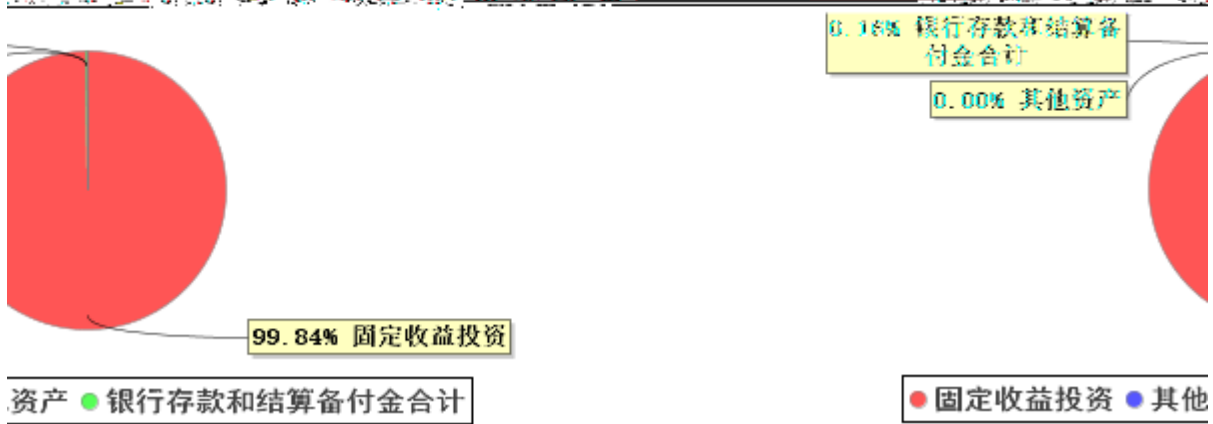 0.16% 银行存款和结算备
付金合计
0.00% 其他资产
99.84% 固定收益投资
资产 银行存款和结算备付金合计
固定收益投资 其他